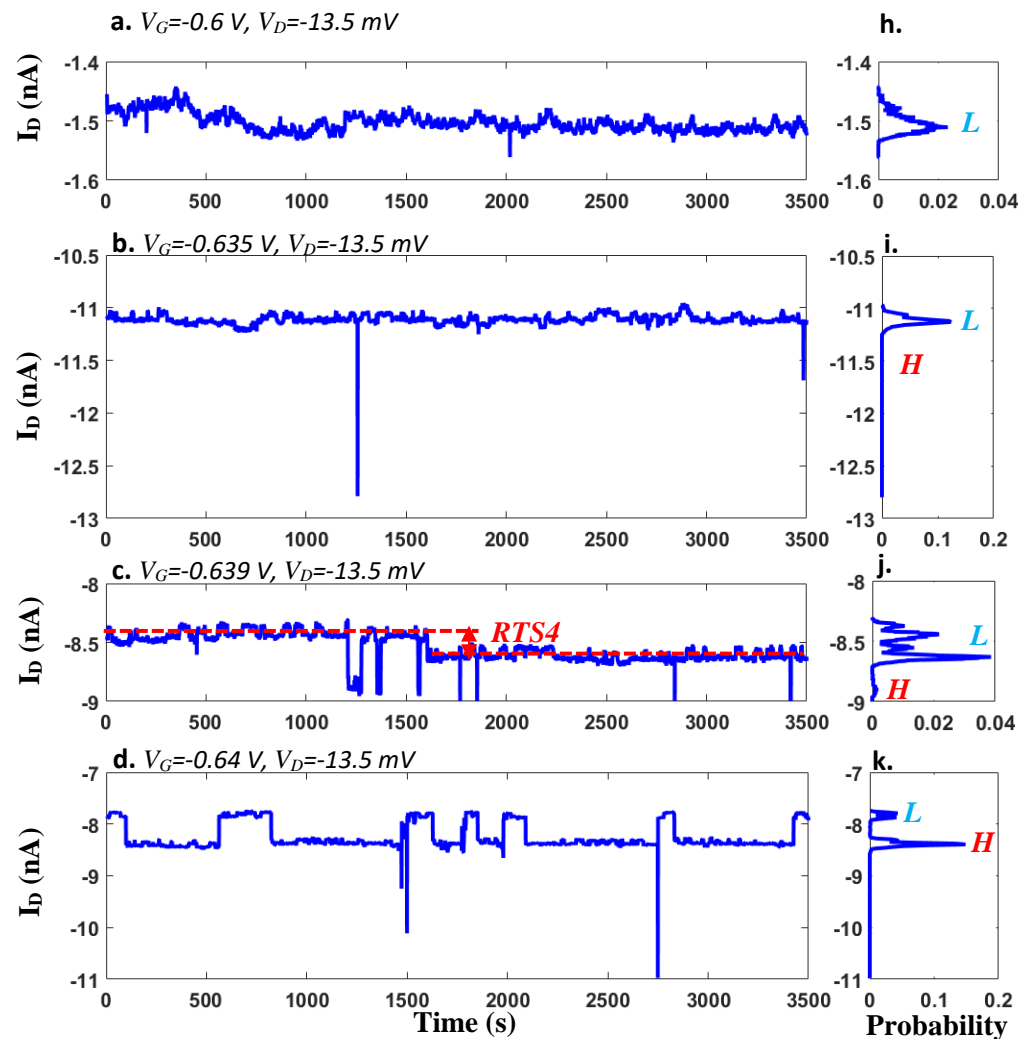 a. V_G=-0.6 V, V_D=-13.5 mV
h.
I_D (nA)
-1.4
-1.5
-1.6
0 500 1000 1500 2000 2500 3000 3500
-1.4
-1.5
-1.6
L
0 0.02 0.04
b. V_G=-0.635 V, V_D=-13.5 mV
i.
I_D (nA)
-10.5
-11
-11.5
-12
-12.5
-13
0 500 1000 1500 2000 2500 3000 3500
-10.5
-11
-11.5
-12
-12.5
-13
L
H
0 0.1 0.2
c. V_G=-0.639 V, V_D=-13.5 mV
j.
I_D (nA)
-8
-8.5
-9
RTS4
0 500 1000 1500 2000 2500 3000 3500
-8
-8.5
-9
L
H
0 0.02 0.04
d. V_G=-0.64 V, V_D=-13.5 mV
k.
I_D (nA)
-7
-8
-9
-10
-11
0 500 1000 1500 2000 2500 3000 3500
Time (s)
-7
-8
-9
-10
-11
L
H
0 0.1 0.2
Probability